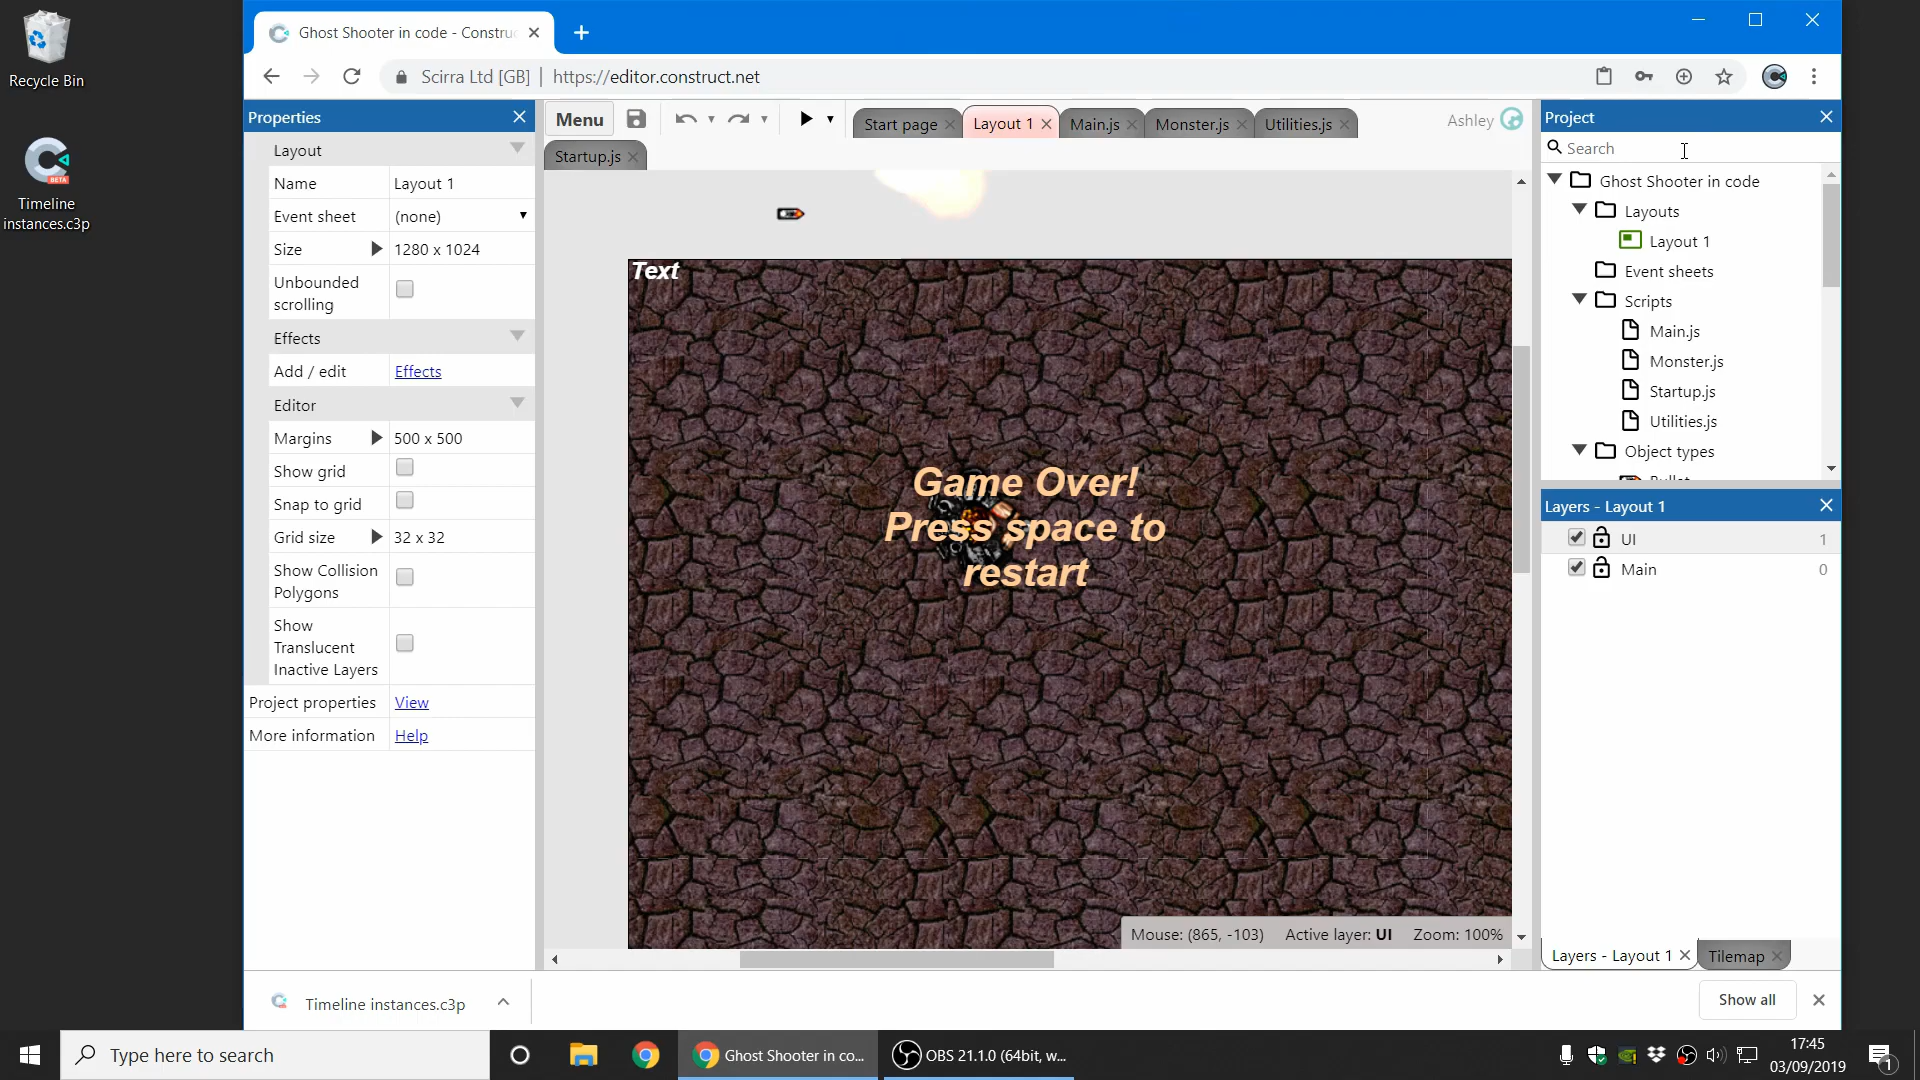 Recycle Bin
Timeline
instances.c3p
Ghost Shooter in code - Construc
Scirra Ltd [GB] | https://editor.construct.net
Properties
Layout
Name Layout 1
Event sheet (none)
Size 1280 x 1024
Unbounded
scrolling
Effects
Add / edit Effects
Editor
Margins 500 x 500
Show grid
Snap to grid
Grid size 32 x 32
Show Collision
Polygons
Show
Translucent
Inactive Layers
Project properties View
More information Help
Menu
Start page
Layout 1
Main.js
Monster.js
Utilities.js
Ashley
Startup.js
Text
Game Over!
Press space to
restart
Mouse: (865, -103) Active layer: UI Zoom: 100%
Project
Search
Ghost Shooter in code
Layouts
Layout 1
Event sheets
Scripts
Main.js
Monster.js
Startup.js
Utilities.js
Object types
Bullet
Layers - Layout 1
UI 1
Main 0
Layers - Layout 1
Tilemap
Timeline instances.c3p
Show all
Type here to search
Ghost Shooter in co...
OBS 21.1.0 (64bit, w...
17:45
03/09/2019
1